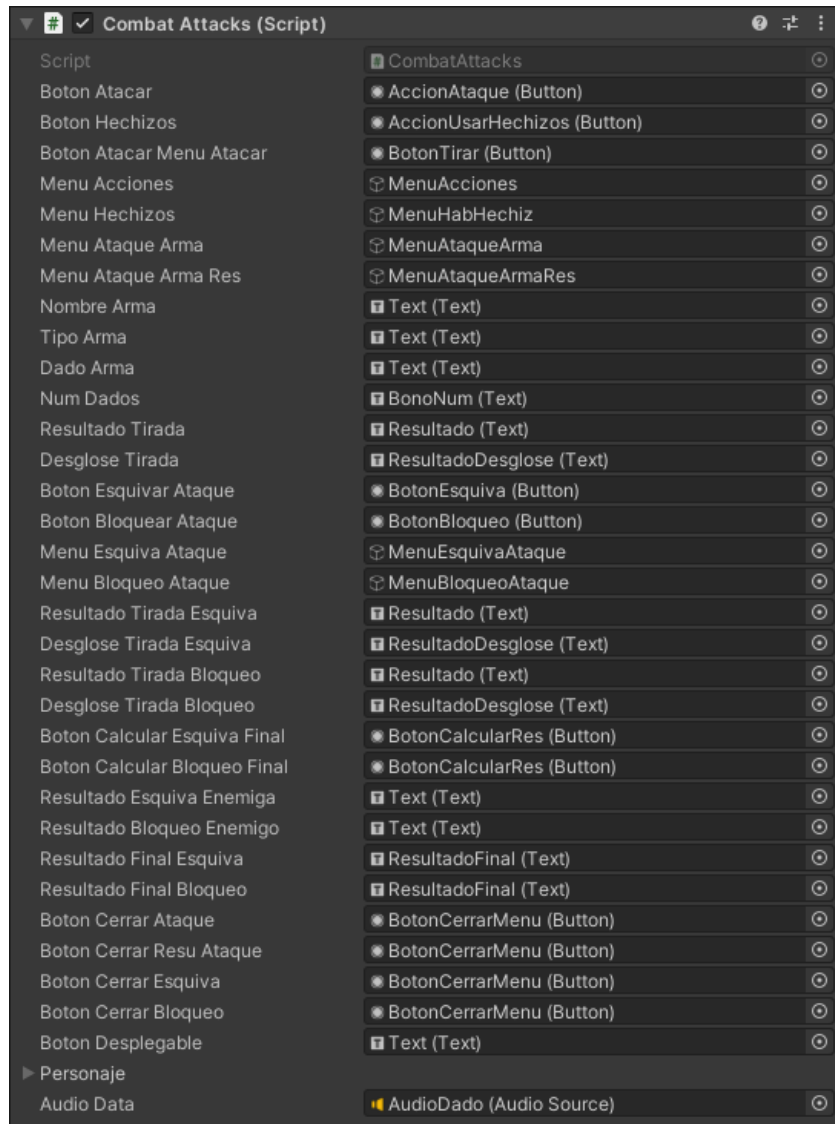 Combat Attacks (Script)
Script CombatAttacks
Boton Atacar AccionAtaque (Button)
Boton Hechizos AccionUsarHechizos (Button)
Boton Atacar Menu Atacar BotonTirar (Button)
Menu Acciones MenuAcciones
Menu Hechizos MenuHabHechiz
Menu Ataque Arma MenuAtaqueArma
Menu Ataque Arma Res MenuAtaqueArmaRes
Nombre Arma Text (Text)
Tipo Arma Text (Text)
Dado Arma Text (Text)
Num Dados BonoNum (Text)
Resultado Tirada Resultado (Text)
Desglose Tirada ResultadoDesglose (Text)
Boton Esquivar Ataque BotonEsquiva (Button)
Boton Bloquear Ataque BotonBloqueo (Button)
Menu Esquiva Ataque MenuEsquivaAtaque
Menu Bloqueo Ataque MenuBloqueoAtaque
Resultado Tirada Esquiva Resultado (Text)
Desglose Tirada Esquiva ResultadoDesglose (Text)
Resultado Tirada Bloqueo Resultado (Text)
Desglose Tirada Bloqueo ResultadoDesglose (Text)
Boton Calcular Esquiva Final BotonCalcularRes (Button)
Boton Calcular Bloqueo Final BotonCalcularRes (Button)
Resultado Esquiva Enemiga Text (Text)
Resultado Bloqueo Enemigo Text (Text)
Resultado Final Esquiva ResultadoFinal (Text)
Resultado Final Bloqueo ResultadoFinal (Text)
Boton Cerrar Ataque BotonCerrarMenu (Button)
Boton Cerrar Resu Ataque BotonCerrarMenu (Button)
Boton Cerrar Esquiva BotonCerrarMenu (Button)
Boton Cerrar Bloqueo BotonCerrarMenu (Button)
Boton Desplegable Text (Text)
Personaje
Audio Data AudioDado (Audio Source)